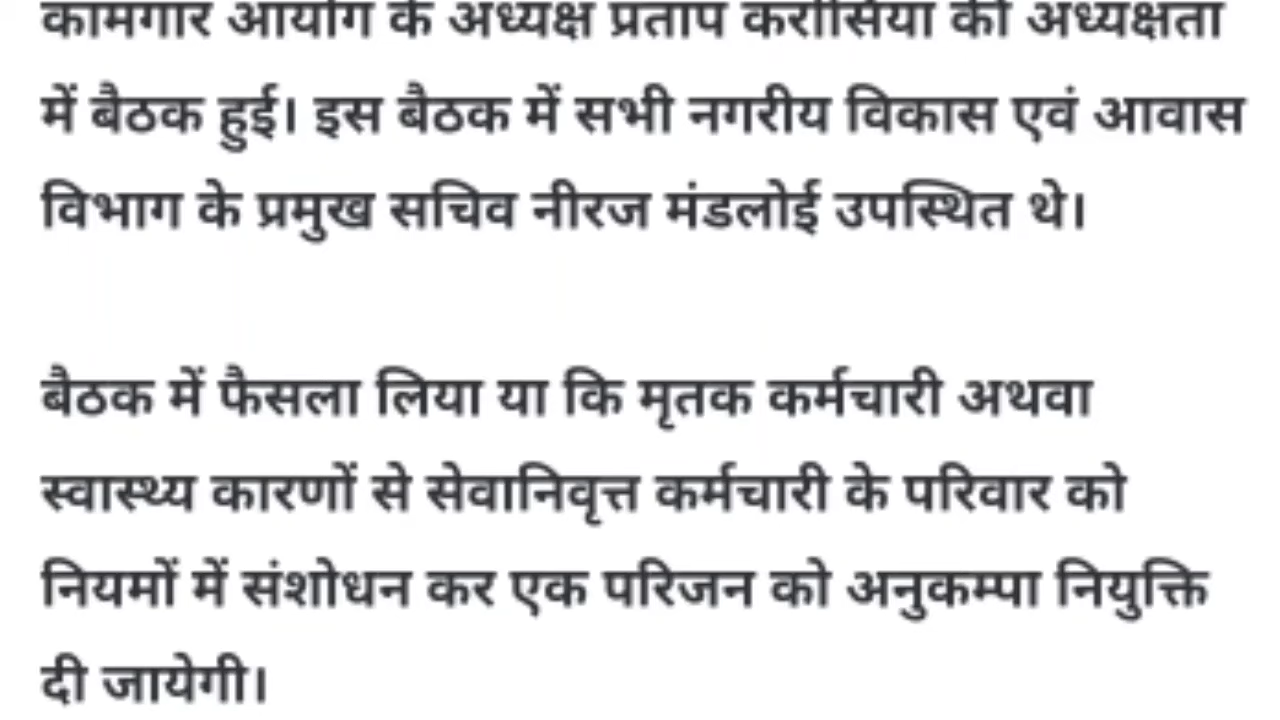 कामगार आयोग के अध्यक्ष प्रताप करोसिया की अध्यक्षता
में बैठक हुई। इस बैठक में सभी नगरीय विकास एवं आवास
विभाग के प्रमुख सचिव नीरज मंडलोई उपस्थित थे।
बैठक में फैसला लिया या कि मृतक कर्मचारी अथवा
स्वास्थ्य कारणों से सेवानिवृत्त कर्मचारी के परिवार को
नियमों में संशोधन कर एक परिजन को अनुकम्पा नियुक्ति
दी जायेगी।